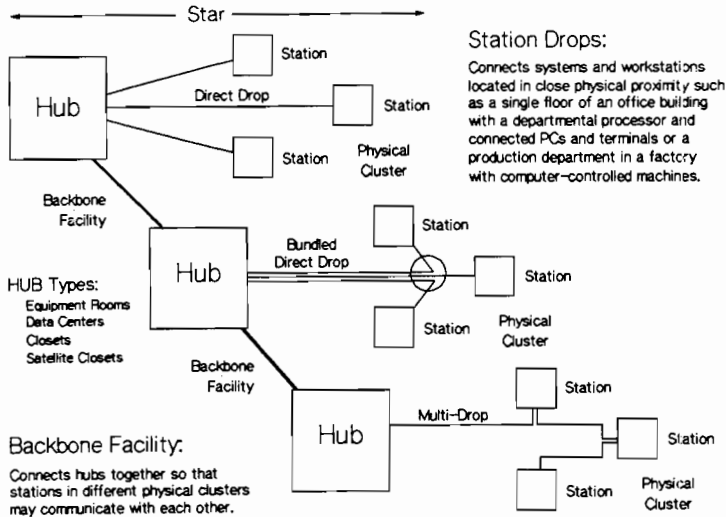 Star
Station Drops:
Connects systems and workstations
located in close physical proximity such
as a single floor of an office building
with a departmental processor and
connected PCs and terminals or a
production department in a factory
with computer-controlled machines.
Hub
Station
Direct Drop
Station
Station
Physical
Cluster
Backbone
Facility
Hub
Bundled
Direct Drop
Station
Station
Station
Physical
Cluster
HUB Types:
Equipment Rooms
Data Centers
Closets
Satellite Closets
Backbone
Facility
Hub
Multi-Drop
Station
Station
Station
Physical
Cluster
Backbone Facility:
Connects hubs together so that
stations in different physical clusters
may communicate with each other.